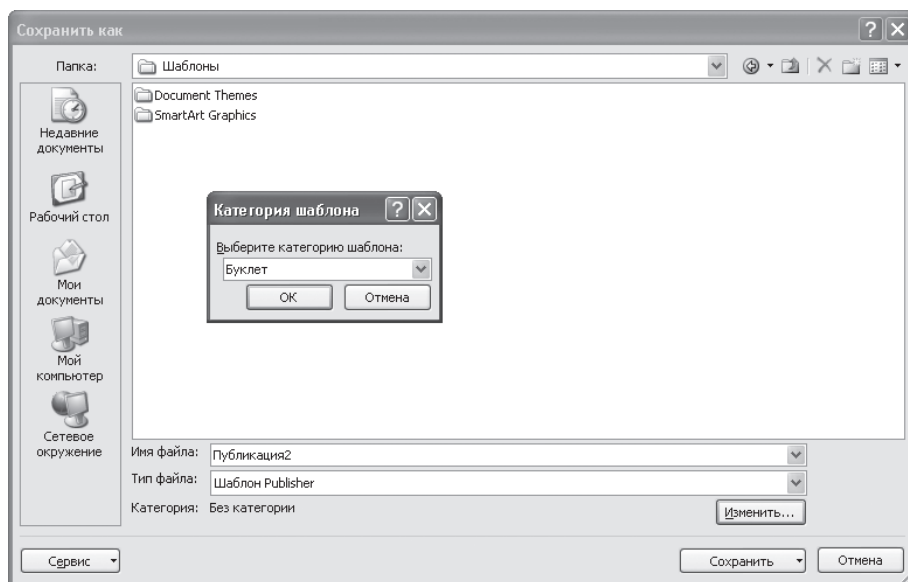 Сохранить как
Папка:
Шаблоны
Document Themes
SmartArt Graphics
Недавние
документы
Рабочий стол
Мои
документы
Мой
компьютер
Сетевое
окружение
Категория шаблона
Выберите категорию шаблона:
Буклет
ОК
Отмена
Имя файла:
Публикация2
Тип файла:
Шаблон Publisher
Категория:
Без категории
Изменить...
Сервис
Сохранить
Отмена